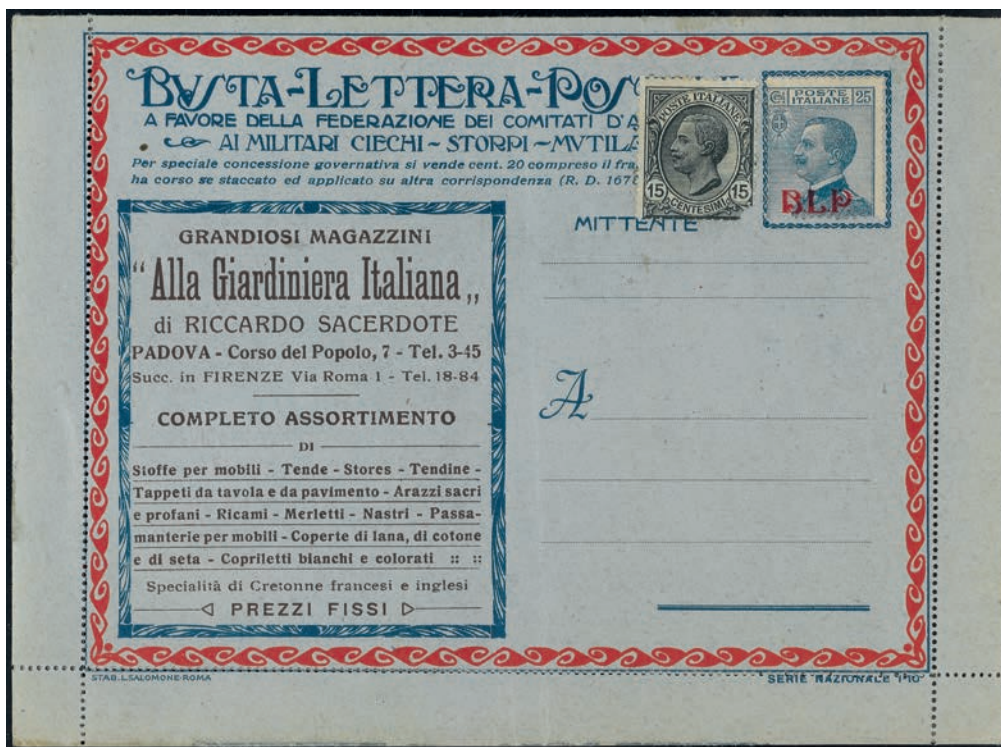 BVSTA-LETTERA-POS
A FAVORE DELLA FEDERAZIONE DEI COMITATI D'A
AI MILITARI CIECHI - STORPI - MVTILA
Per speciale concessione governativa si vende cent. 20 compreso il fra
ha corso se staccato ed applicato su altra corrispondenza (R. D. 1678
POSTE ITALIANE
15 15
CENTESIMI
POSTE
ITALIANE 25
BLP
MITTENTE
GRANDIOSI MAGAZZINI
"Alla Giardiniera Italiana„
di RICCARDO SACERDOTE
PADOVA - Corso del Popolo, 7 - Tel. 3-45
Succ. in FIRENZE Via Roma 1 - Tel. 18-84
COMPLETO ASSORTIMENTO
DI
Stoffe per mobili - Tende - Stores - Tendine -
Tappeti da tavola e da pavimento - Arazzi sacri
e profani - Ricami - Merletti - Nastri - Passa-
manterie per mobili - Coperte di lana, di cotone
e di seta - Copriletti bianchi e colorati :: ::
Specialità di Cretonne francesi e inglesi
PREZZI FISSI
A
STAB. L. SALOMONE-ROMA
SERIE NAZIONALE